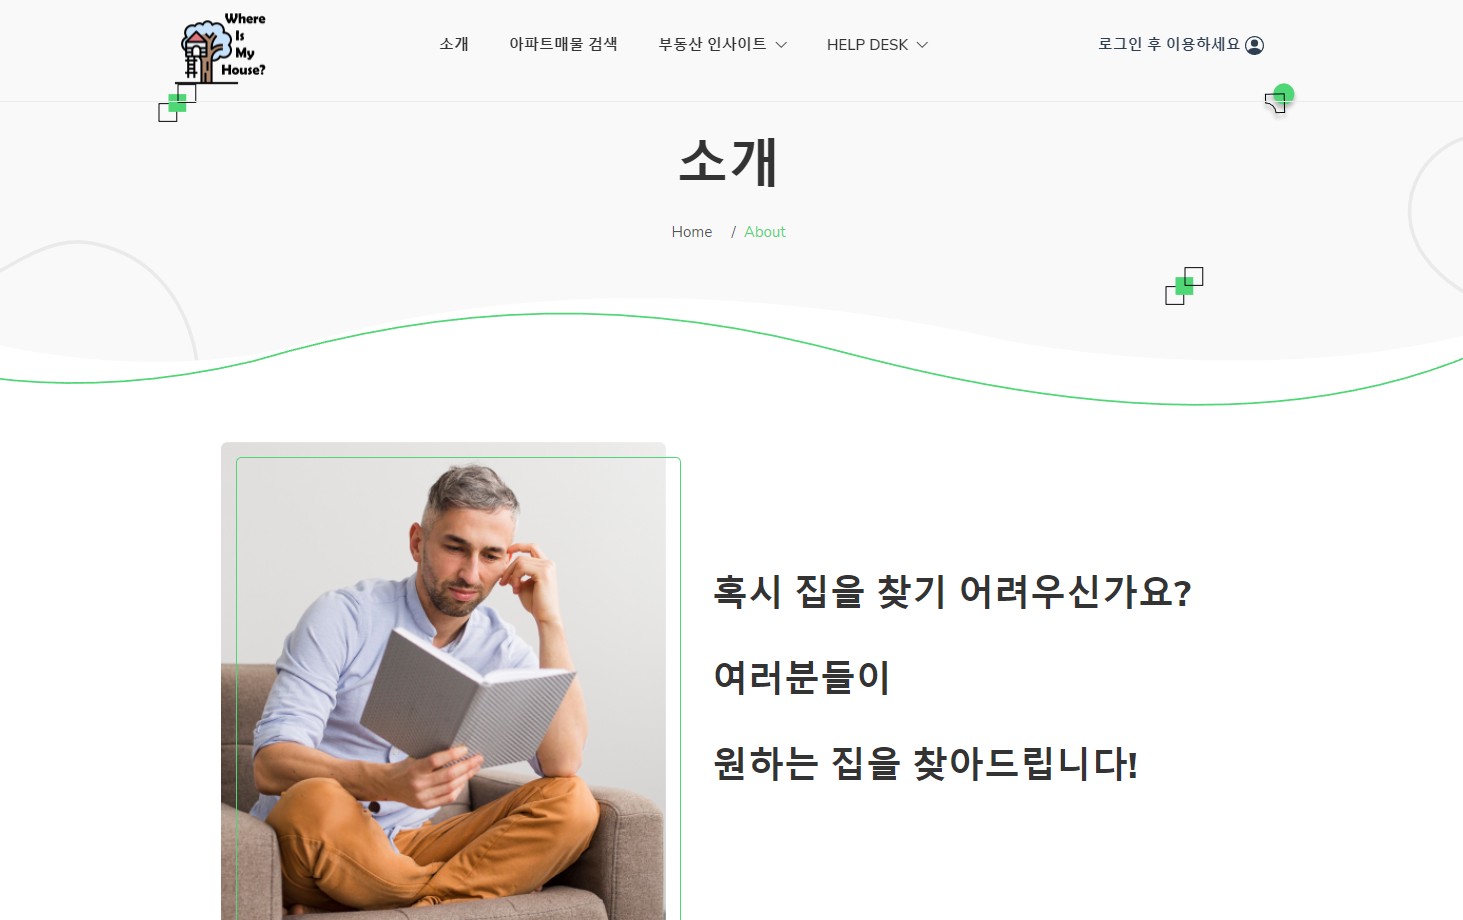 Where
Is
My
House?
소개
아파트매물 검색
부동산 인사이트
HELP DESK
로그인 후 이용하세요
소개
Home / About
혹시 집을 찾기 어려우신가요?
여러분들이
원하는 집을 찾아드립니다!